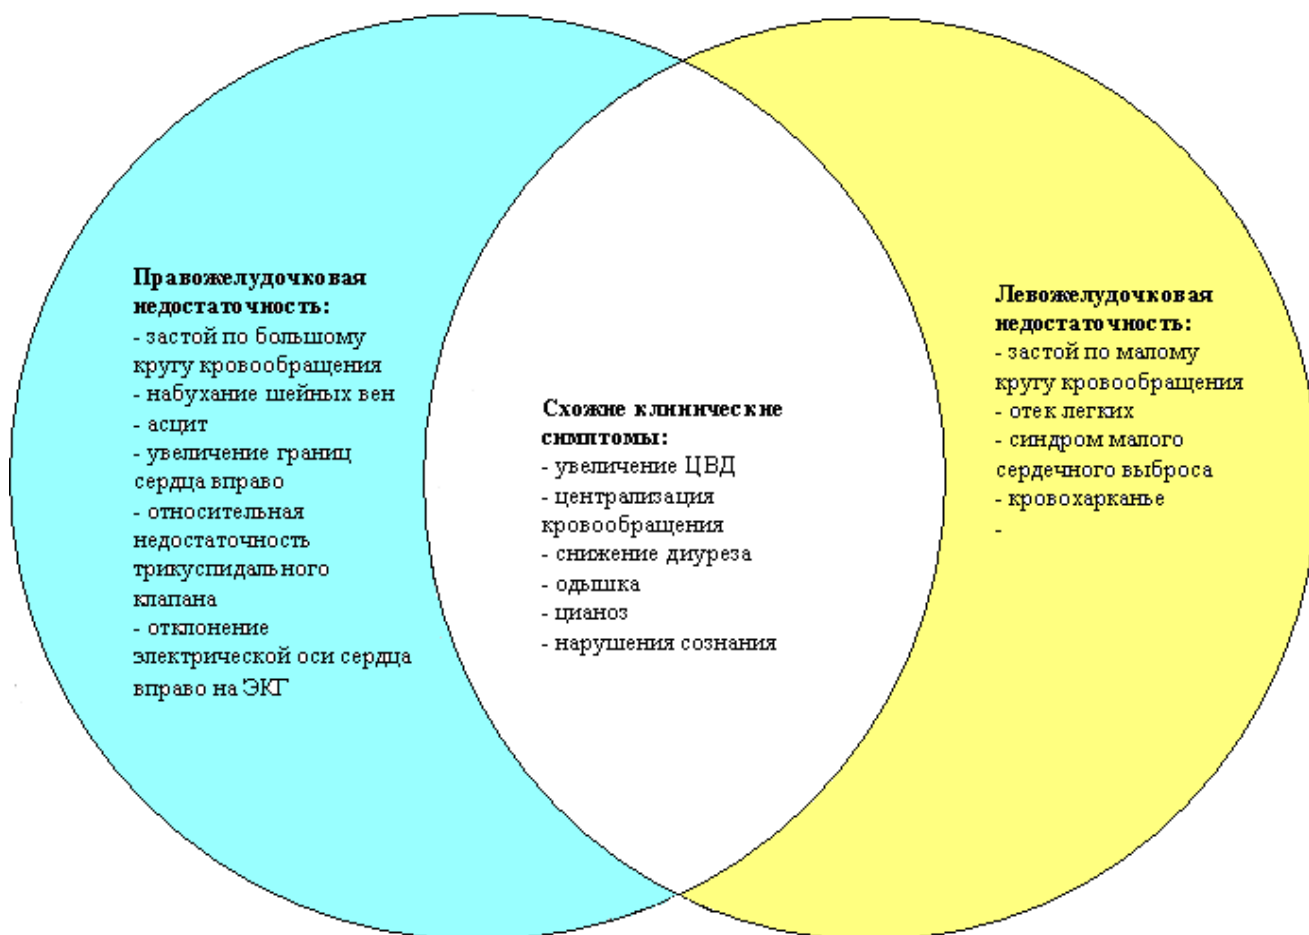 Правожелудочковая
недостаточность:
- застой по большому
кругу кровообращения
- набухание шейных вен
- асцит
- увеличение границ
сердца вправо
- относительная
недостаточность
трикуспидального
клапана
- отклонение
электрической оси сердца
вправо на ЭКГ
Схожие клинические
симптомы:
- увеличение ЦВД
- централизация
кровообращения
- снижение диуреза
- одышка
- цианоз
- нарушения сознания
Левожелудочковая
недостаточность:
- застой по малому
кругу кровообращения
- отек легких
- синдром малого
сердечного выброса
- кровохарканье
-